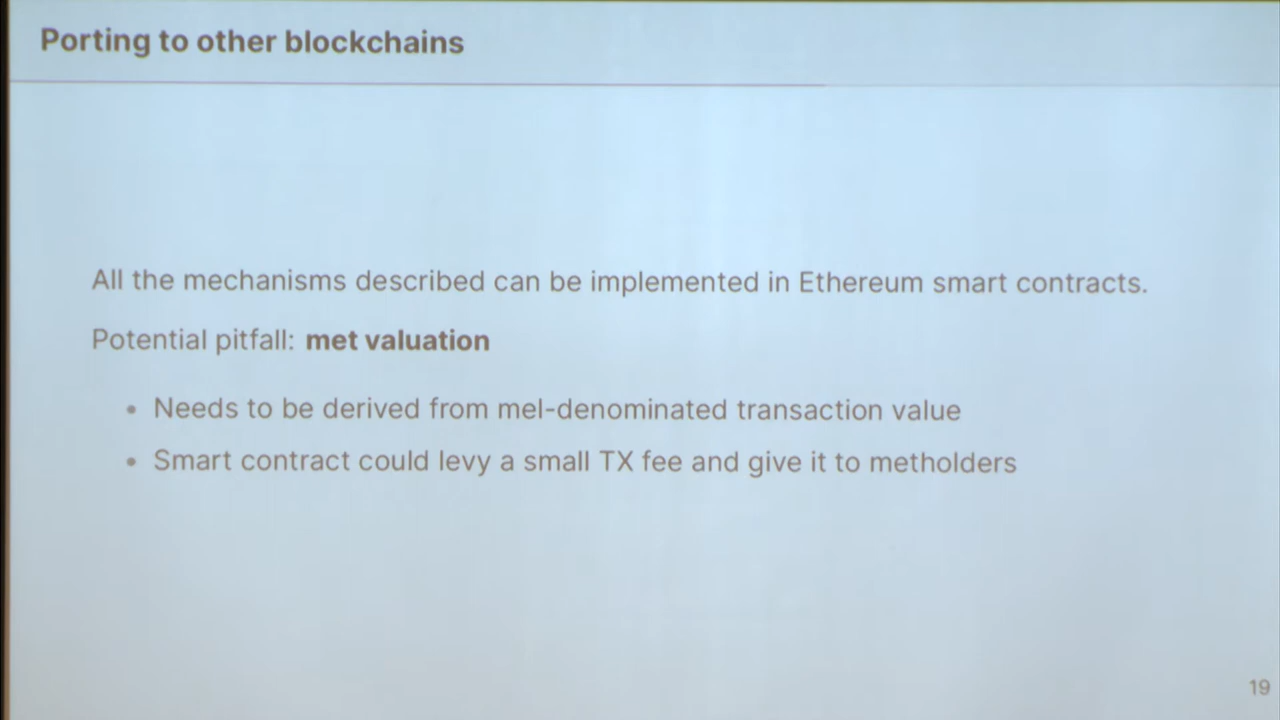 Porting to other blockchains
All the mechanisms described can be implemented in Ethereum smart contracts.
Potential pitfall: met valuation
• Needs to be derived from mel-denominated transaction value
• Smart contract could levy a small TX fee and give it to metholders
19